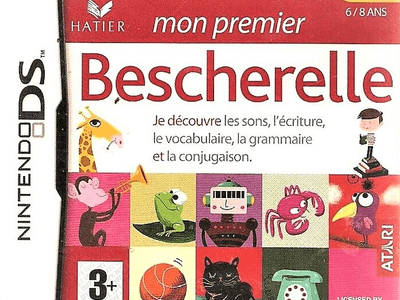 HATIER
mon premier
6 / 8 ANS
Bescherelle
Je découvre les sons, l'écriture,
le vocabulaire, la grammaire
et la conjugaison.
NINTENDO DS
ATARI
3+
LICENSED BY